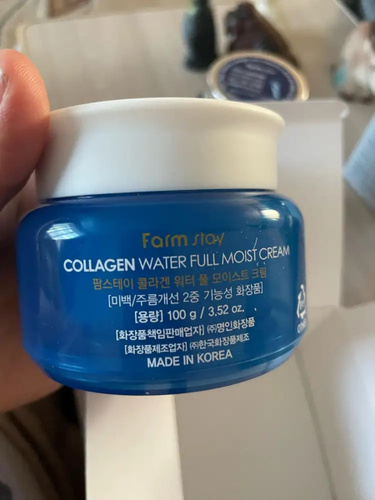 Farm stay
COLLAGEN WATER FULL MOIST CREAM
팜스테이 콜라겐 워터 풀 모이스트 크림
[미백/주름개선 2중 기능성 화장품]
[용량] 100 g / 3.52 oz.
[화장품책임판매업자] ㈜명인화장품
[화장품제조업자] ㈜한국화장품제조
MADE IN KOREA